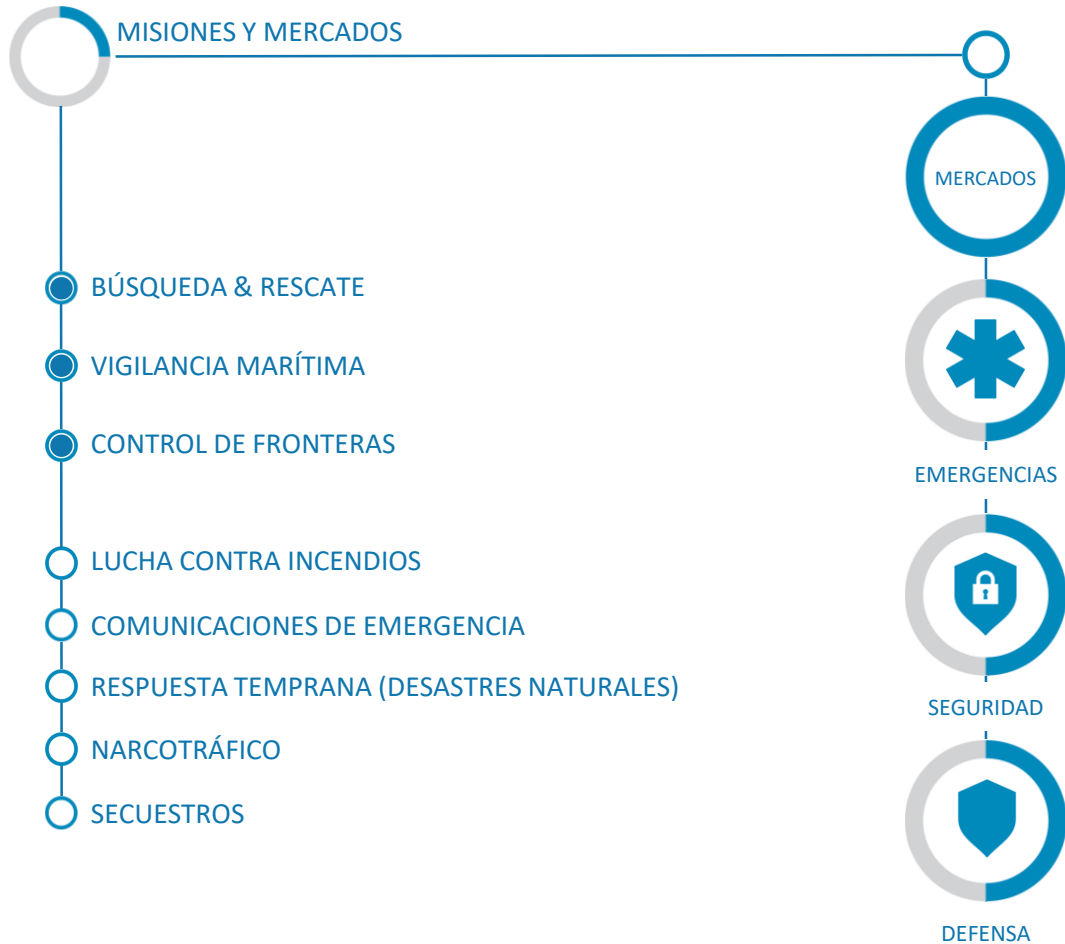 MISIONES Y MERCADOS
BÚSQUEDA & RESCATE
VIGILANCIA MARÍTIMA
CONTROL DE FRONTERAS
LUCHA CONTRA INCENDIOS
COMUNICACIONES DE EMERGENCIA
RESPUESTA TEMPRANA (DESASTRES NATURALES)
NARCOTRÁFICO
SECUESTROS
MERCADOS
EMERGENCIAS
SEGURIDAD
DEFENSA